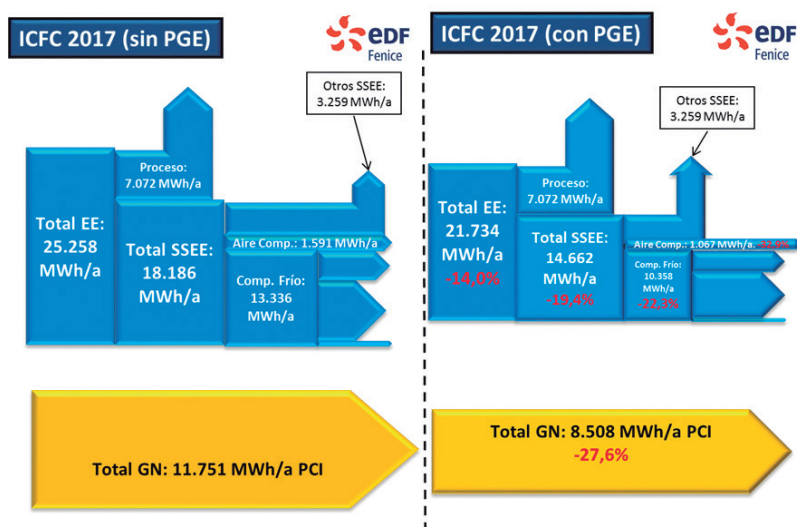 ICFC 2017 (sin PGE)
edf
Fenice
Otros SSEE:
3.259 MWh/a
Proceso:
7.072 MWh/a
Total EE:
25.258
MWh/a
Total SSEE:
18.186
MWh/a
Aire Comp.: 1.591 MWh/a
Comp. Frío:
13.336
MWh/a
Total GN: 11.751 MWh/a PCI
ICFC 2017 (con PGE)
edf
Fenice
Otros SSEE:
3.259 MWh/a
Proceso:
7.072 MWh/a
Total EE:
21.734
MWh/a
-14,0%
Total SSEE:
14.662
MWh/a
-19,4%
Aire Comp.: 1.067 MWh/a.
Comp. Frío:
10.358
MWh/a
-22,3%
Total GN: 8.508 MWh/a PCI
-27,6%